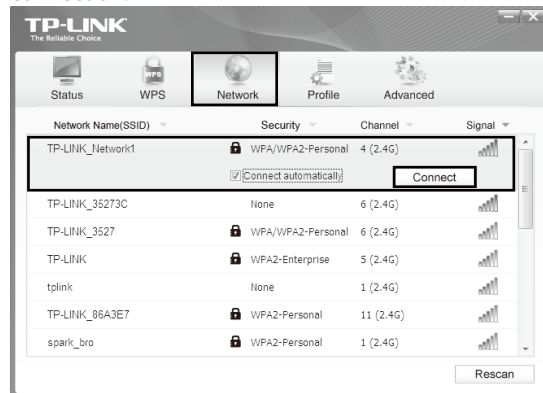 TP-LINK
The Reliable Choice
WPS
Status WPS Network Profile Advanced
Network Name(SSID) Security Channel Signal
TP-LINK_Network1 WPA/WPA2-Personal 4 (2.4G)
Connect automatically Connect
TP-LINK_35273C None 6 (2.4G)
TP-LINK_3527 WPA/WPA2-Personal 6 (2.4G)
TP-LINK WPA2-Enterprise 5 (2.4G)
tplink None 1 (2.4G)
TP-LINK_86A3E7 WPA2-Personal 11 (2.4G)
spark_bro WPA2-Personal 1 (2.4G)
Rescan